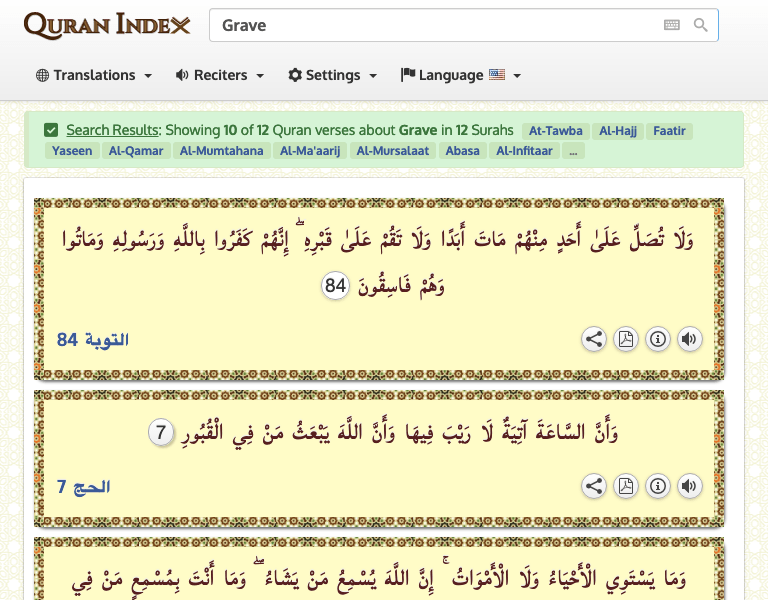 QURAN INDEX
Grave
Translations Reciters Settings Language
Search Results: Showing 10 of 12 Quran verses about Grave in 12 Surahs At-Tawba Al-Hajj Faatir
Yaseen Al-Qamar Al-Mumtahana Al-Ma'aarij Al-Mursalaat Abasa Al-Infitaar ...
وَلَا تُصَلِّ عَلَىٰ أَحَدٍ مِنْهُمْ مَاتَ أَبَدًا وَلَا تَقُمْ عَلَىٰ قَبْرِهِ ۖ إِنَّهُمْ كَفَرُوا بِاللَّهِ وَرَسُولِهِ وَمَاتُوا
وَهُمْ فَاسِقُونَ 84
التوبة 84
وَأَنَّ السَّاعَةَ آتِيَةٌ لَا رَيْبَ فِيهَا وَأَنَّ اللَّهَ يَبْعَثُ مَنْ فِي الْقُبُورِ 7
الحج 7
وَمَا يَسْتَوِي الْأَحْيَاءُ وَلَا الْأَمْوَاتُ ۚ إِنَّ اللَّهَ يُسْمِعُ مَنْ يَشَاءُ ۖ وَمَا أَنْتَ بِمُسْمِعٍ مَنْ فِي